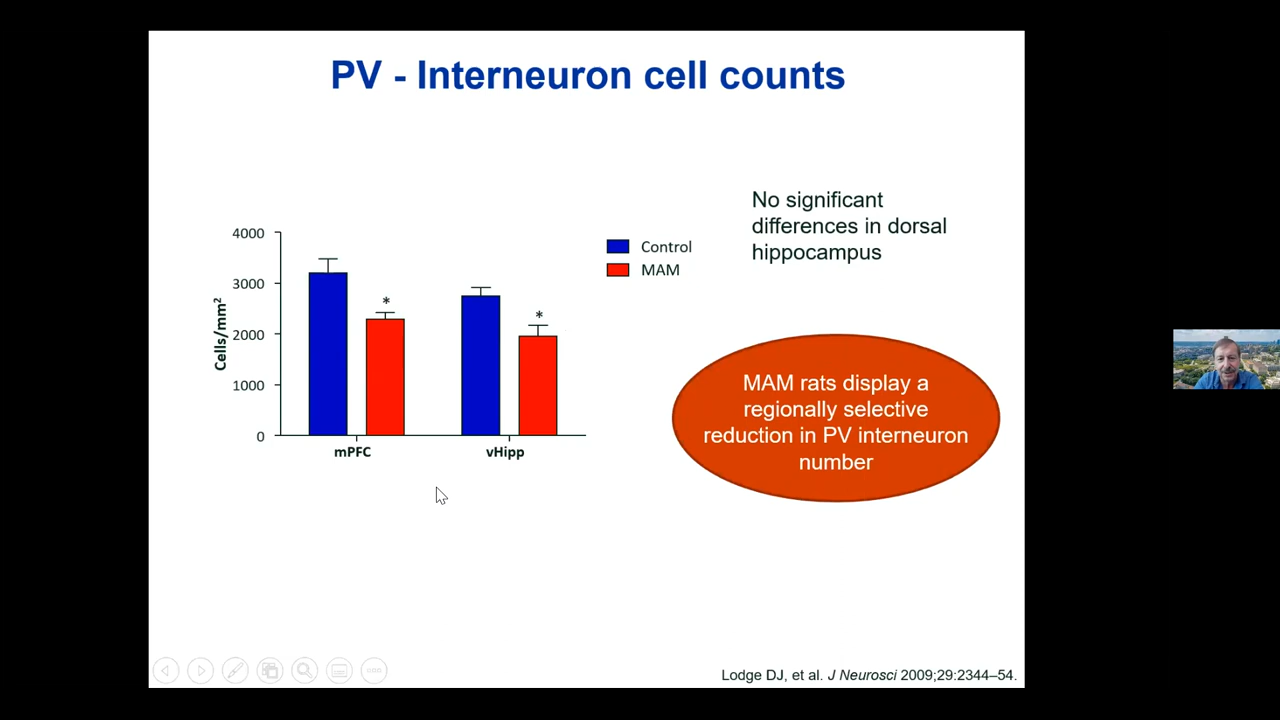 PV - Interneuron cell counts
No significant
differences in dorsal
hippocampus
4000
3000
2000
1000
0
Cells/mm²
Control
MAM
*
*
mPFC
vHipp
MAM rats display a
regionally selective
reduction in PV interneuron
number
Lodge DJ, et al. J Neurosci 2009;29:2344–54.